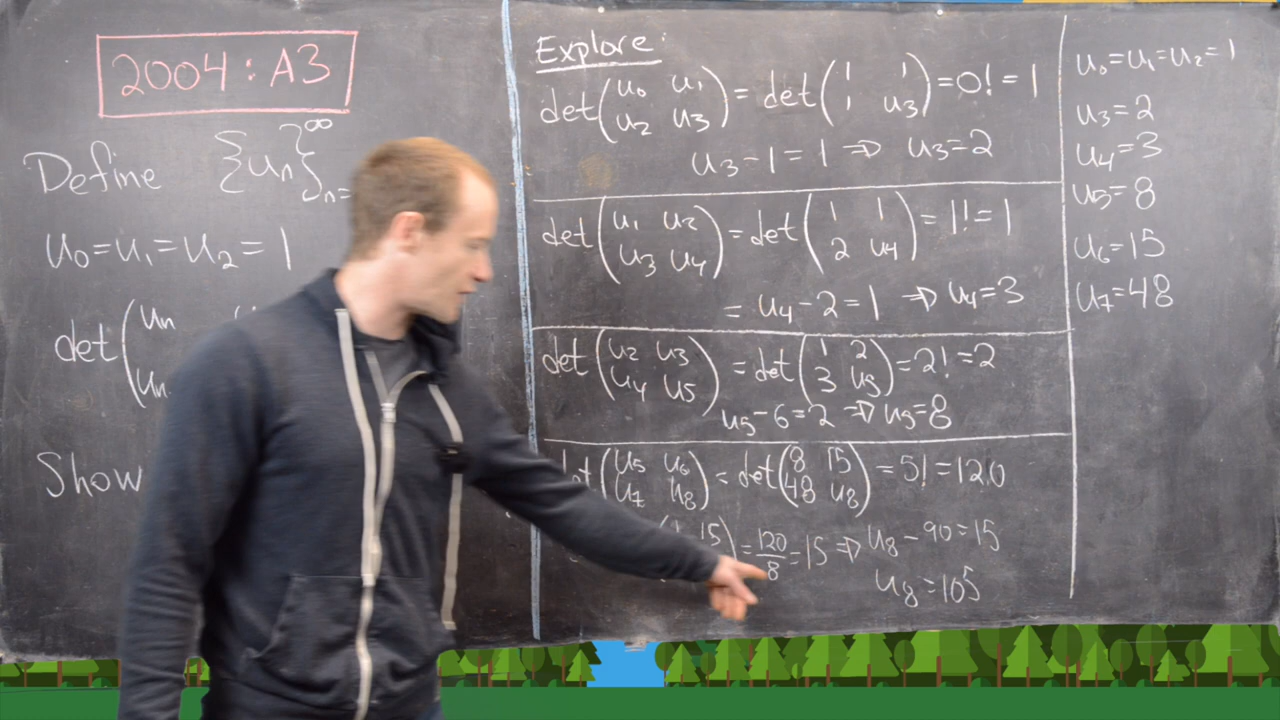 2004: A3
Define {un}∞n=
u0=u1=u2=1
det(un
un
Show
Explore:
det(u0 u1
u2 u3) = det(1 1
1 u3) = 0! = 1
u3-1=1 ⇒ u3=2
det(u1 u2
u3 u4) = det(1 1
2 u4) = 1! = 1
= u4-2=1 ⇒ u4=3
det(u2 u3
u4 u5) = det(1 2
3 u5) = 2! = 2
u5-6=2 ⇒ u5=8
det(u5 u6
u7 u8) = det(8 15
48 u8) = 5! = 120
15) = 120/8 = 15 ⇒ u8-90=15
u8=105
u0=u1=u2=1
u3=2
u4=3
u5=8
u6=15
u7=48